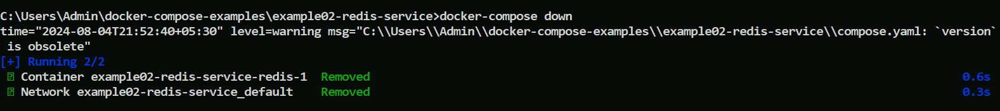 C:\Users\Admin\docker-compose-examples\example02-redis-service>docker-compose down
time="2024-08-04T21:52:40+05:30" level=warning msg="C:\\Users\\Admin\\docker-compose-examples\\example02-redis-service\\compose.yaml: `version`
 is obsolete"
[+] Running 2/2
Container example02-redis-service-redis-1  Removed 0.6s
Network example02-redis-service_default    Removed 0.3s